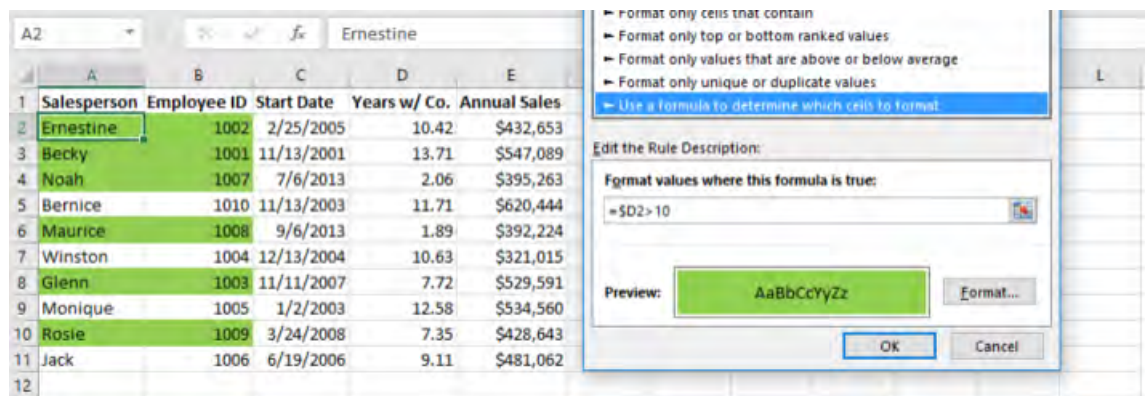 ► Format only cells that contain
A2 fx Ernestine
► Format only top or bottom ranked values
► Format only values that are above or below average
► Format only unique or duplicate values
► Use a formula to determine which cells to format
A B C D E L
1 Salesperson Employee ID Start Date Years w/ Co. Annual Sales
2 Ernestine 1002 2/25/2005 10.42 $432,653
3 Becky 1001 11/13/2001 13.71 $547,089
4 Noah 1007 7/6/2013 2.06 $395,263
5 Bernice 1010 11/13/2003 11.71 $620,444
6 Maurice 1008 9/6/2013 1.89 $392,224
7 Winston 1004 12/13/2004 10.63 $321,015
8 Glenn 1003 11/11/2007 7.72 $529,591
9 Monique 1005 1/2/2003 12.58 $534,560
10 Rosie 1009 3/24/2008 7.35 $428,643
11 Jack 1006 6/19/2006 9.11 $481,062
12
Edit the Rule Description:
Format values where this formula is true:
=$D2>10
Preview: AaBbCcYyZz Format...
OK Cancel